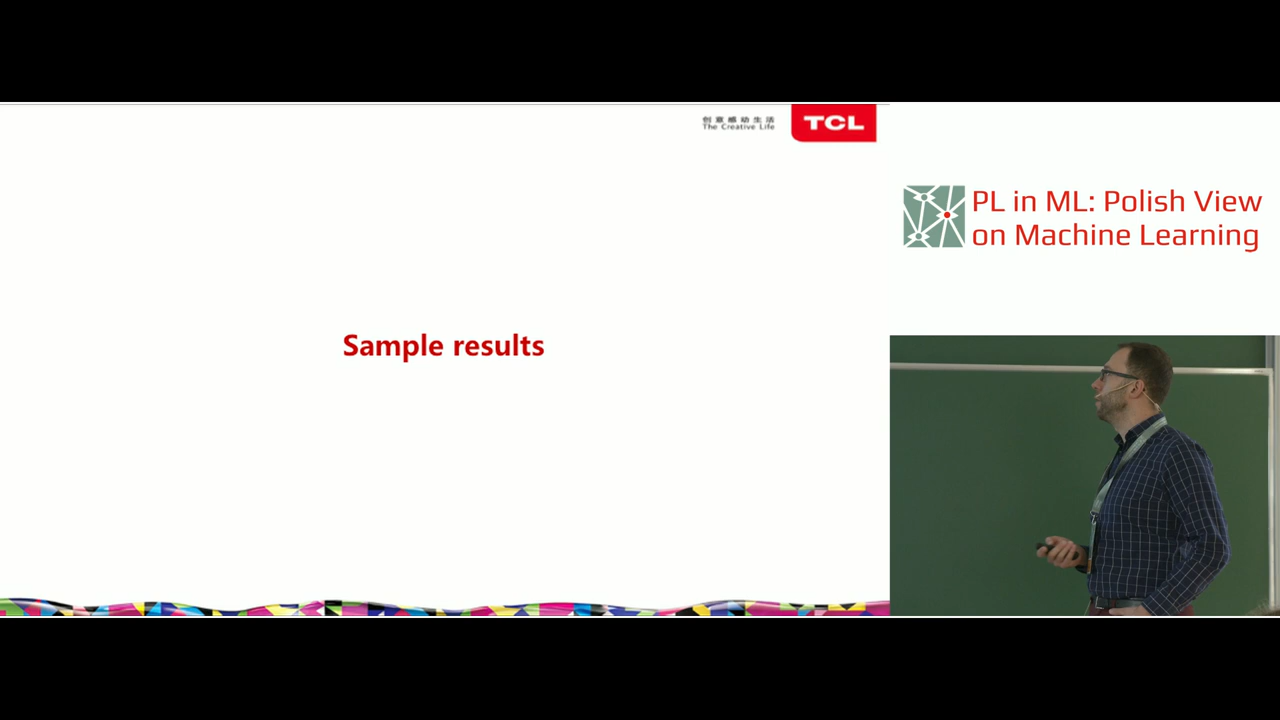 创意感动生活
The Creative Life
TCL
PL in ML: Polish View
on Machine Learning
Sample results